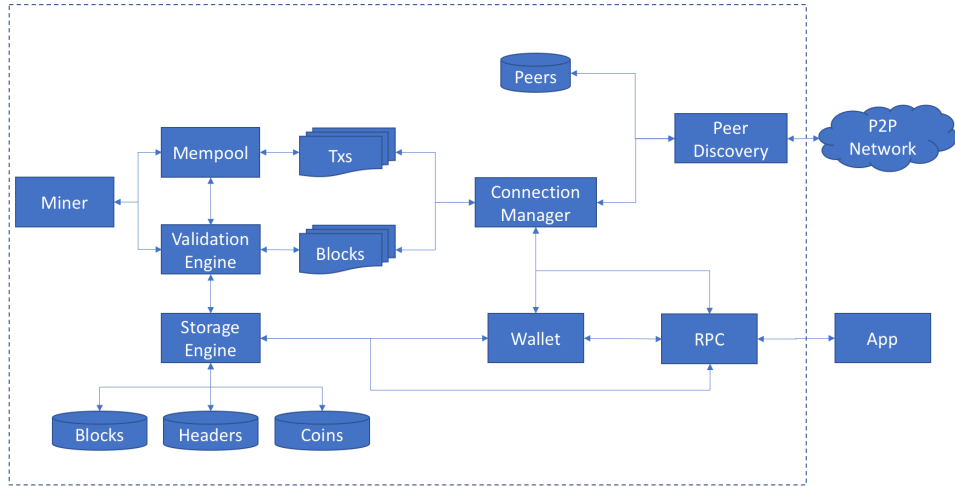 Peers
Peer
Discovery
P2P
Network
Mempool
Txs
Miner
Connection
Manager
Validation
Engine
Blocks
Storage
Engine
Wallet
RPC
App
Blocks
Headers
Coins